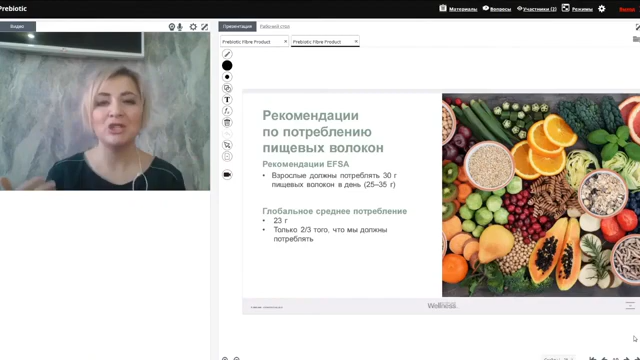 Prebiotic
Материалы
Вопросы
Участники (2)
Режимы
Выход
Видео
Презентация
Рабочий стол
Prebiotic Fibre Product ×
Prebiotic Fibre Product ×
T
Рекомендации
по потреблению
пищевых волокон
Рекомендации EFSA
• Взрослые должны потреблять 30 г
пищевых волокон в день (25–35 г)
Глобальное среднее потребление
• 23 г
• Только 2/3 того, что мы должны
потреблять
Wellness